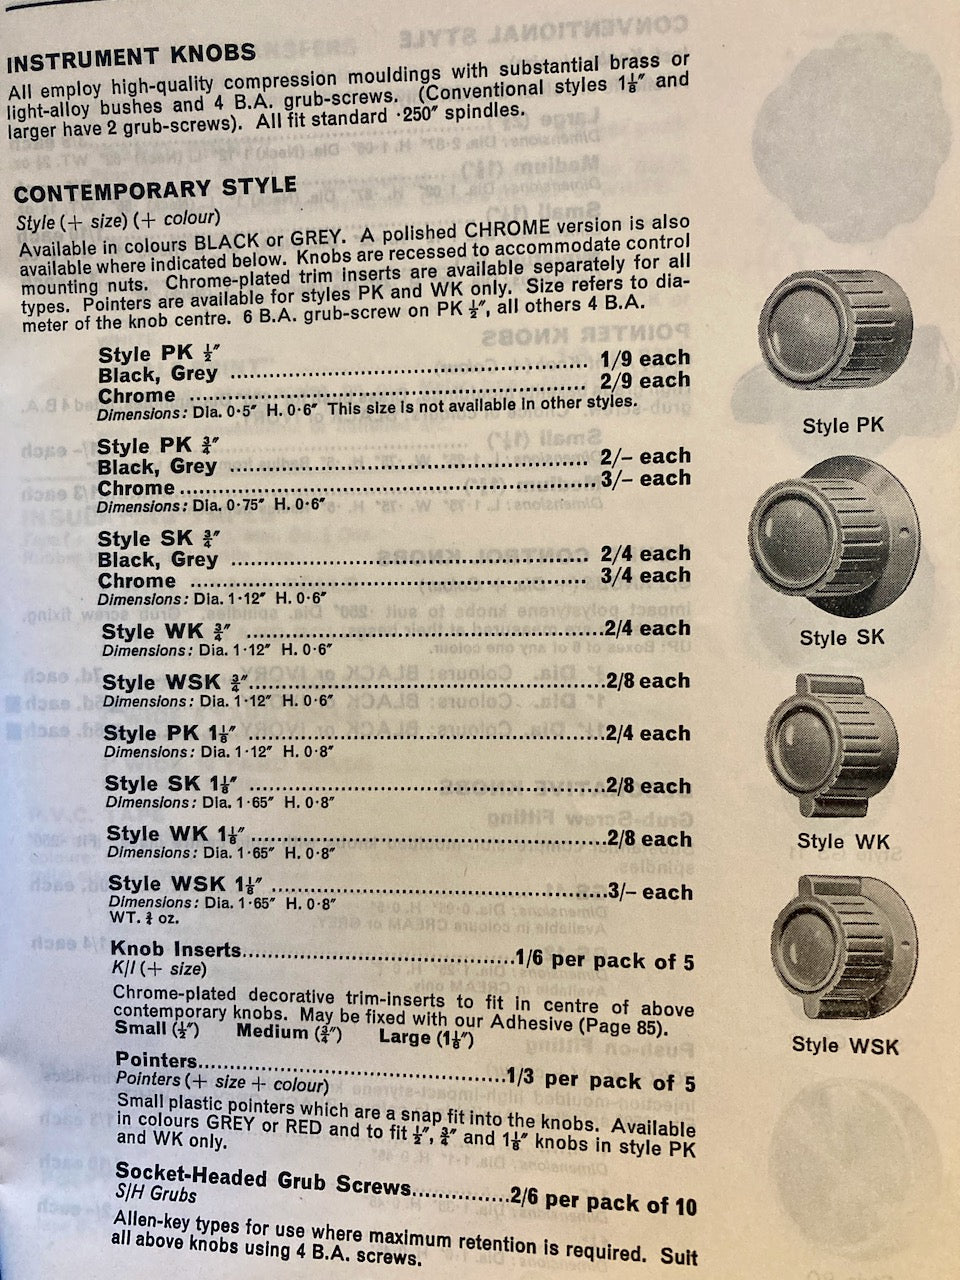 INSTRUMENT KNOBS
All employ high-quality compression mouldings with substantial brass or
light-alloy bushes and 4 B.A. grub-screws. (Conventional styles 1⅛″ and
larger have 2 grub-screws). All fit standard ·250″ spindles.
CONTEMPORARY STYLE
Style (+ size) (+ colour)
Available in colours BLACK or GREY. A polished CHROME version is also
available where indicated below. Knobs are recessed to accommodate control
mounting nuts. Chrome-plated trim inserts are available separately for all
types. Pointers are available for styles PK and WK only. Size refers to dia-
meter of the knob centre. 6 B.A. grub-screw on PK ½″, all others 4 B.A.
Style PK ½″
Black, Grey ........................................ 1/9 each
Chrome ............................................. 2/9 each
Dimensions: Dia. 0·5″ H. 0·6″ This size is not available in other styles.
Style PK ¾″
Black, Grey ........................................ 2/– each
Chrome ............................................. 3/– each
Dimensions: Dia. 0·75″ H. 0·6″
Style SK ¾″
Black, Grey ........................................ 2/4 each
Chrome ............................................. 3/4 each
Dimensions: Dia. 1·12″ H. 0·6″
Style WK ¾″ ........................................2/4 each
Dimensions: Dia. 1·12″ H. 0·6″
Style WSK ¾″........................................2/8 each
Dimensions: Dia. 1·12″ H. 0·6″
Style PK 1⅛″ ........................................2/4 each
Dimensions: Dia. 1·12″ H. 0·8″
Style SK 1⅛″ ........................................2/8 each
Dimensions: Dia. 1·65″ H. 0·8″
Style WK 1⅛″ ........................................2/8 each
Dimensions: Dia. 1·65″ H. 0·8″
Style WSK 1⅛″ ........................................3/– each
Dimensions: Dia. 1·65″ H. 0·8″
WT. ¾ oz.
Knob Inserts........................................1/6 per pack of 5
K/I (+ size)
Chrome-plated decorative trim-inserts to fit in centre of above
contemporary knobs. May be fixed with our Adhesive (Page 85).
Small (½″) Medium (¾″) Large (1⅛″)
Pointers........................................1/3 per pack of 5
Pointers (+ size + colour)
Small plastic pointers which are a snap fit into the knobs. Available
in colours GREY or RED and to fit ½″, ¾″ and 1⅛″ knobs in style PK
and WK only.
Socket-Headed Grub Screws..............2/6 per pack of 10
S/H Grubs
Allen-key types for use where maximum retention is required. Suit
all above knobs using 4 B.A. screws.
Style PK
Style SK
Style WK
Style WSK